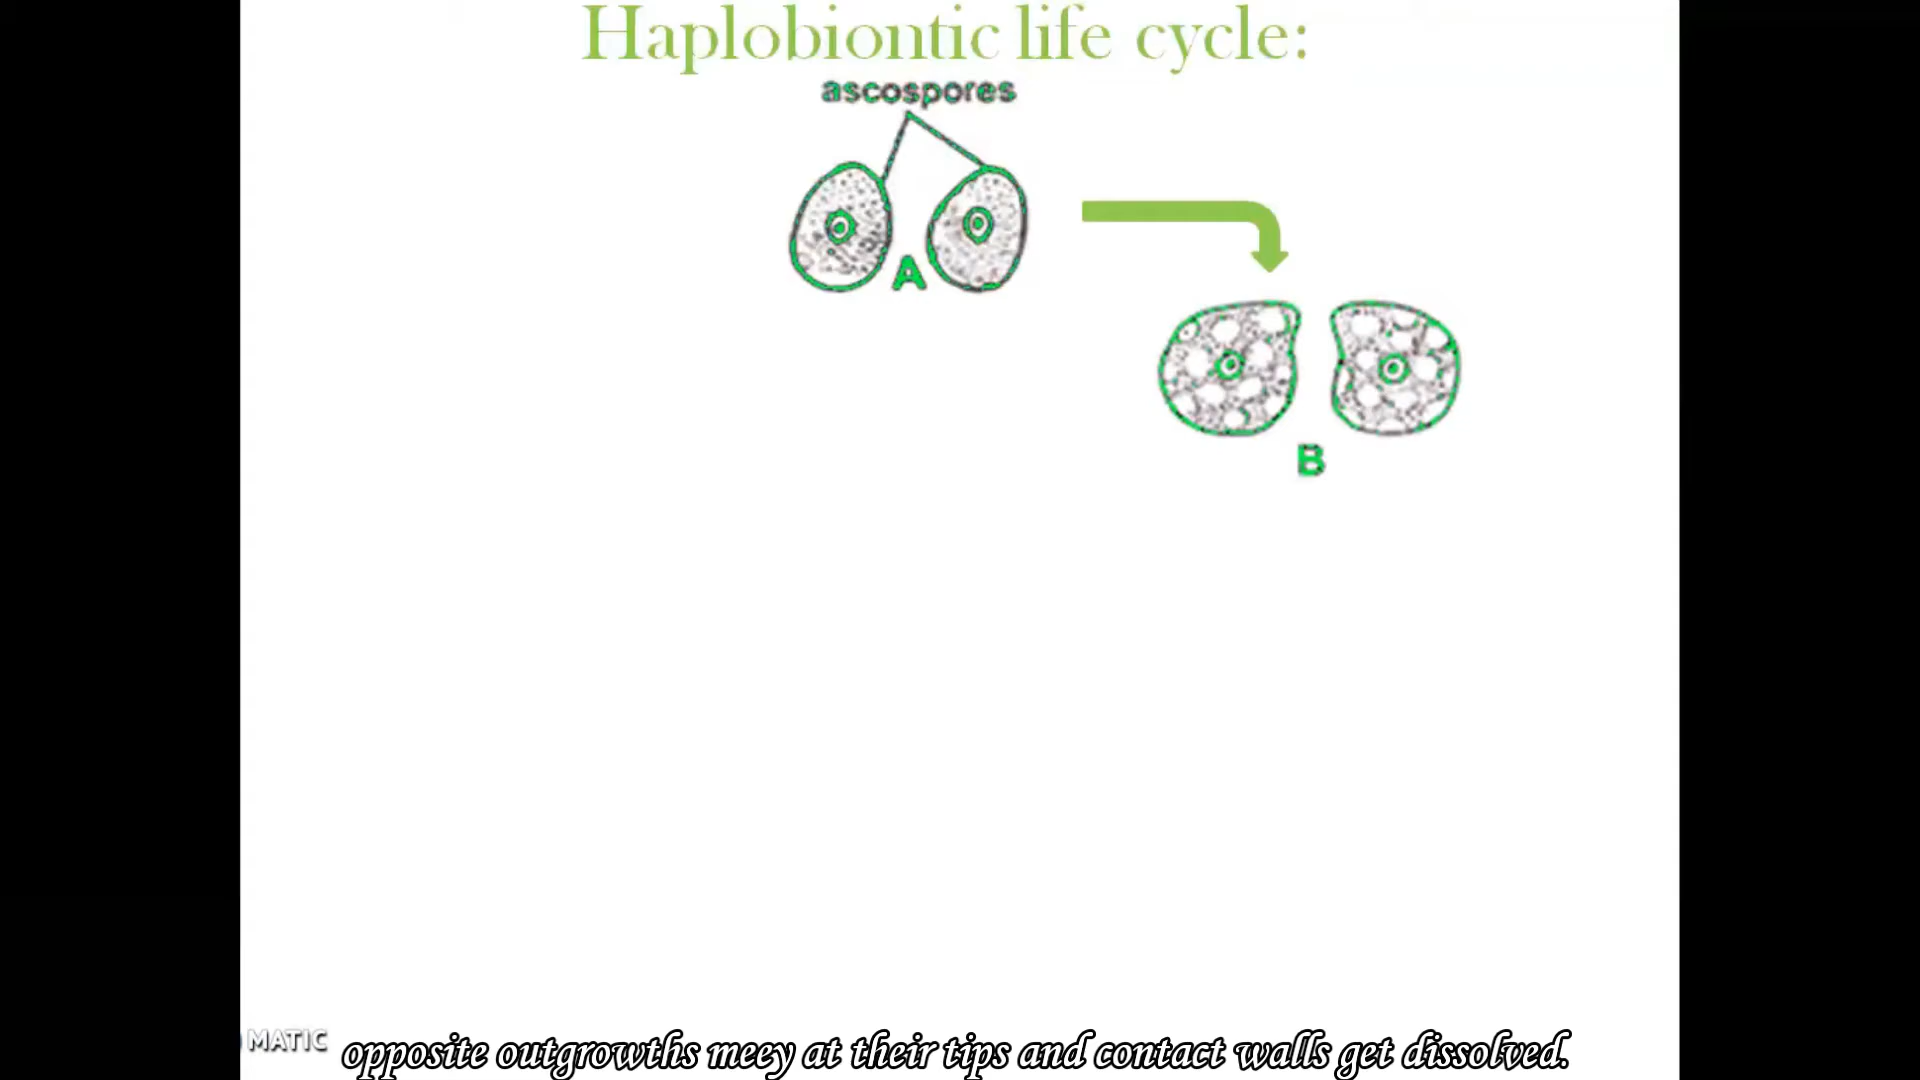 Haplobiontic life cycle:
ascospores
A
B
MATIC
opposite outgrowths meey at their tips and contact walls get dissolved.